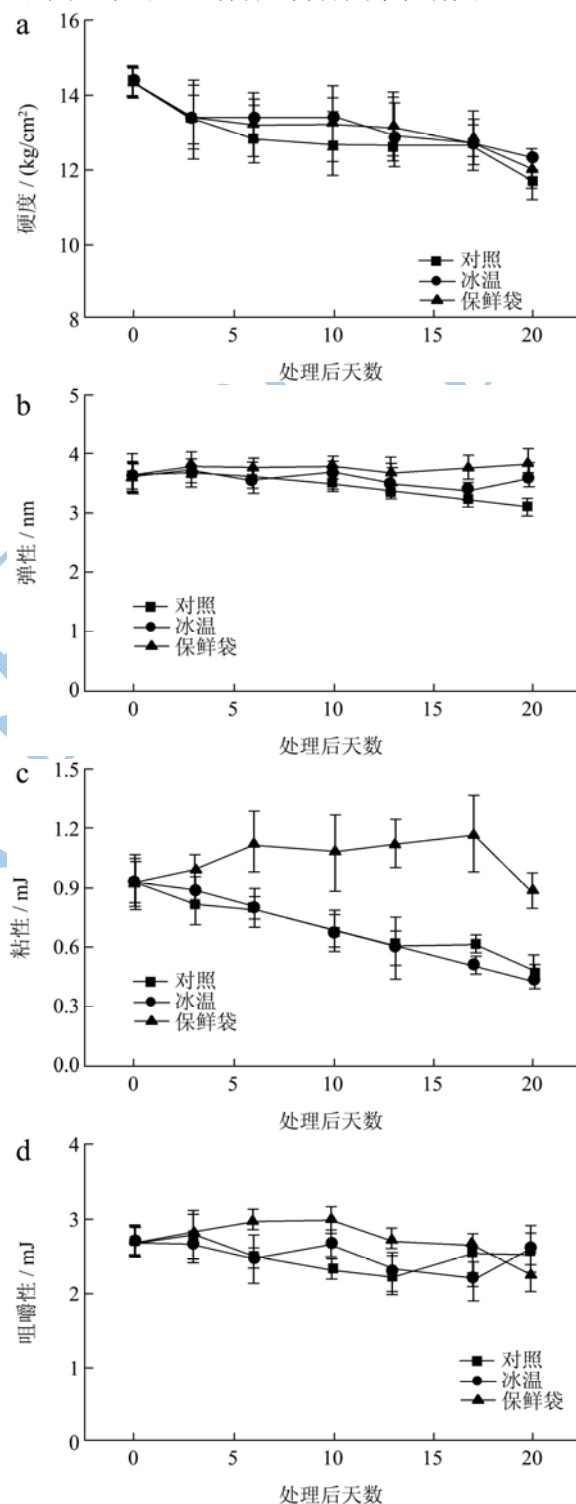 a
16
14
12
10
8
硬度 / (kg/cm²)
对照
冰温
保鲜袋
0 5 10 15 20
处理后天数
b
5
4
3
2
1
0
弹性 / nm
对照
冰温
保鲜袋
0 5 10 15 20
处理后天数
c
1.5
1.2
0.9
0.6
0.3
0.0
粘性 / mJ
对照
冰温
保鲜袋
0 5 10 15 20
处理后天数
d
4
3
2
1
0
咀嚼性 / mJ
对照
冰温
保鲜袋
0 5 10 15 20
处理后天数